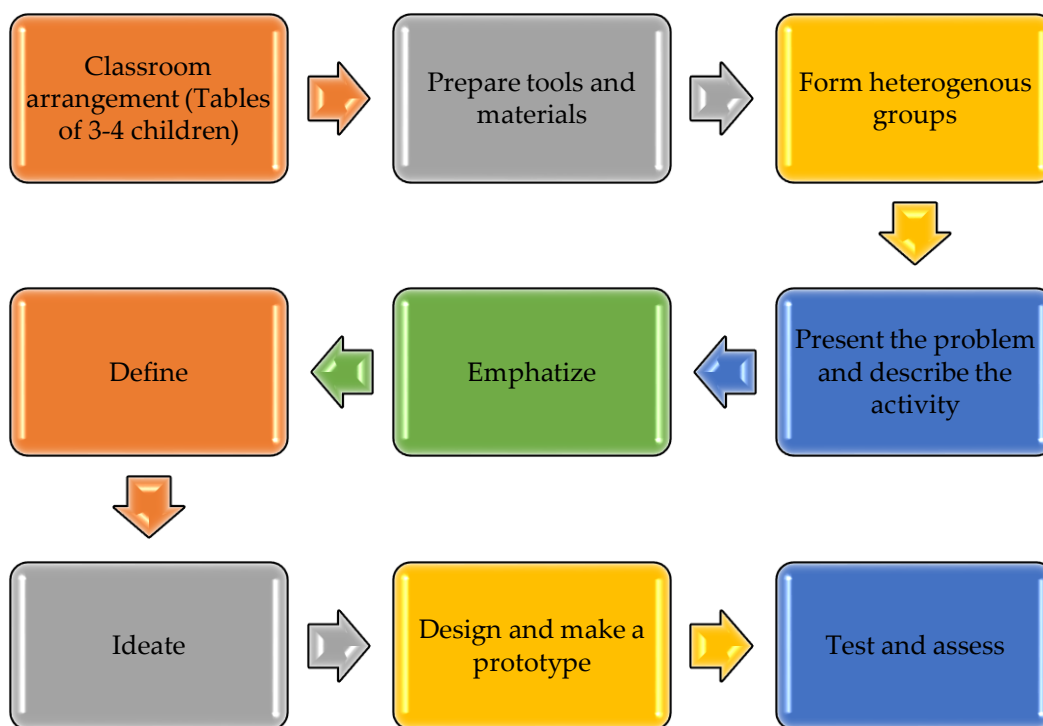 Classroom
arrangement (Tables
of 3-4 children)
Prepare tools and
materials
Form heterogenous
groups
Present the problem
and describe the
activity
Emphatize
Define
Ideate
Design and make a
prototype
Test and assess